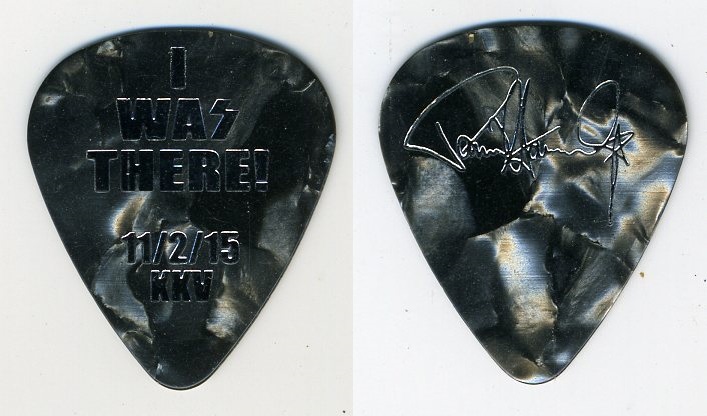 I
WAS
THERE!
11/2/15
KKV